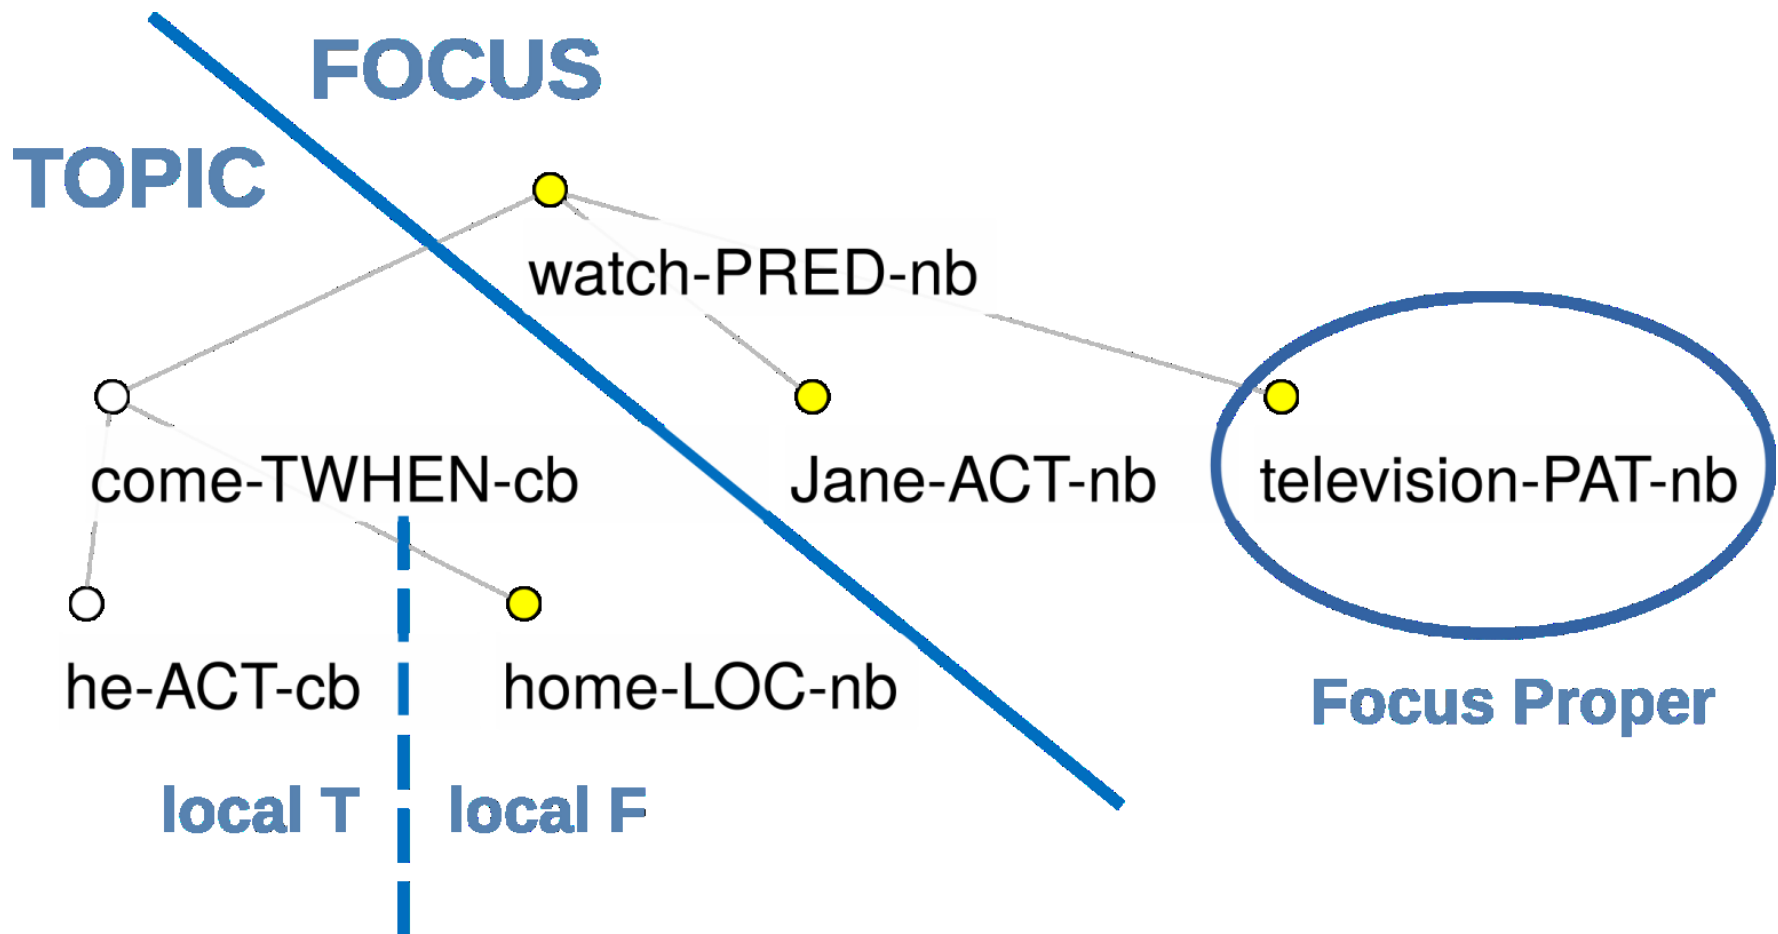 FOCUS
TOPIC
watch-PRED-nb
come-TWHEN-cb
Jane-ACT-nb
television-PAT-nb
he-ACT-cb
home-LOC-nb
Focus Proper
local T
local F